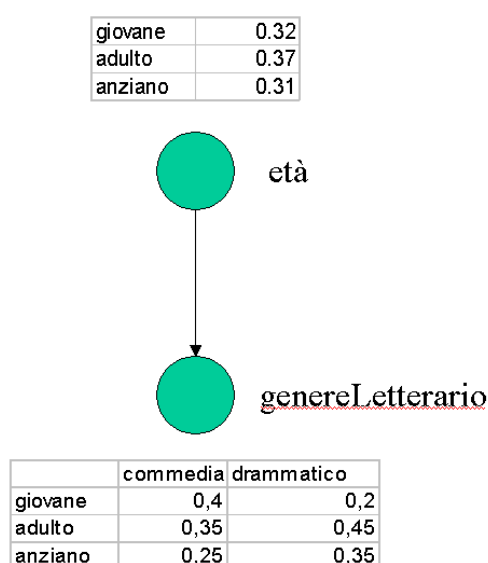 giovane 0.32
adulto 0.37
anziano 0.31
età
genereLetterario
commedia drammatico
giovane 0,4 0,2
adulto 0,35 0,45
anziano 0,25 0,35